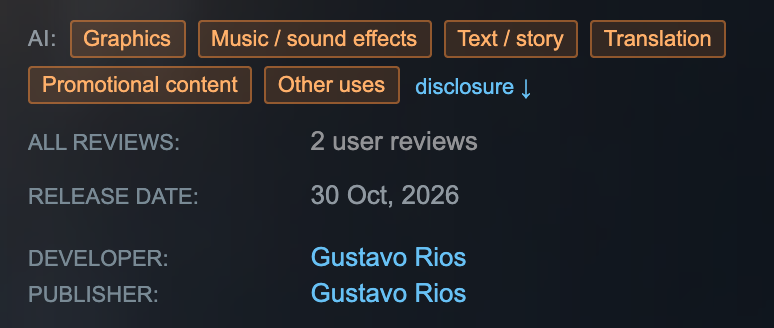 AI: Graphics Music / sound effects Text / story Translation
Promotional content Other uses disclosure ↓
ALL REVIEWS: 2 user reviews
RELEASE DATE: 30 Oct, 2026
DEVELOPER: Gustavo Rios
PUBLISHER: Gustavo Rios